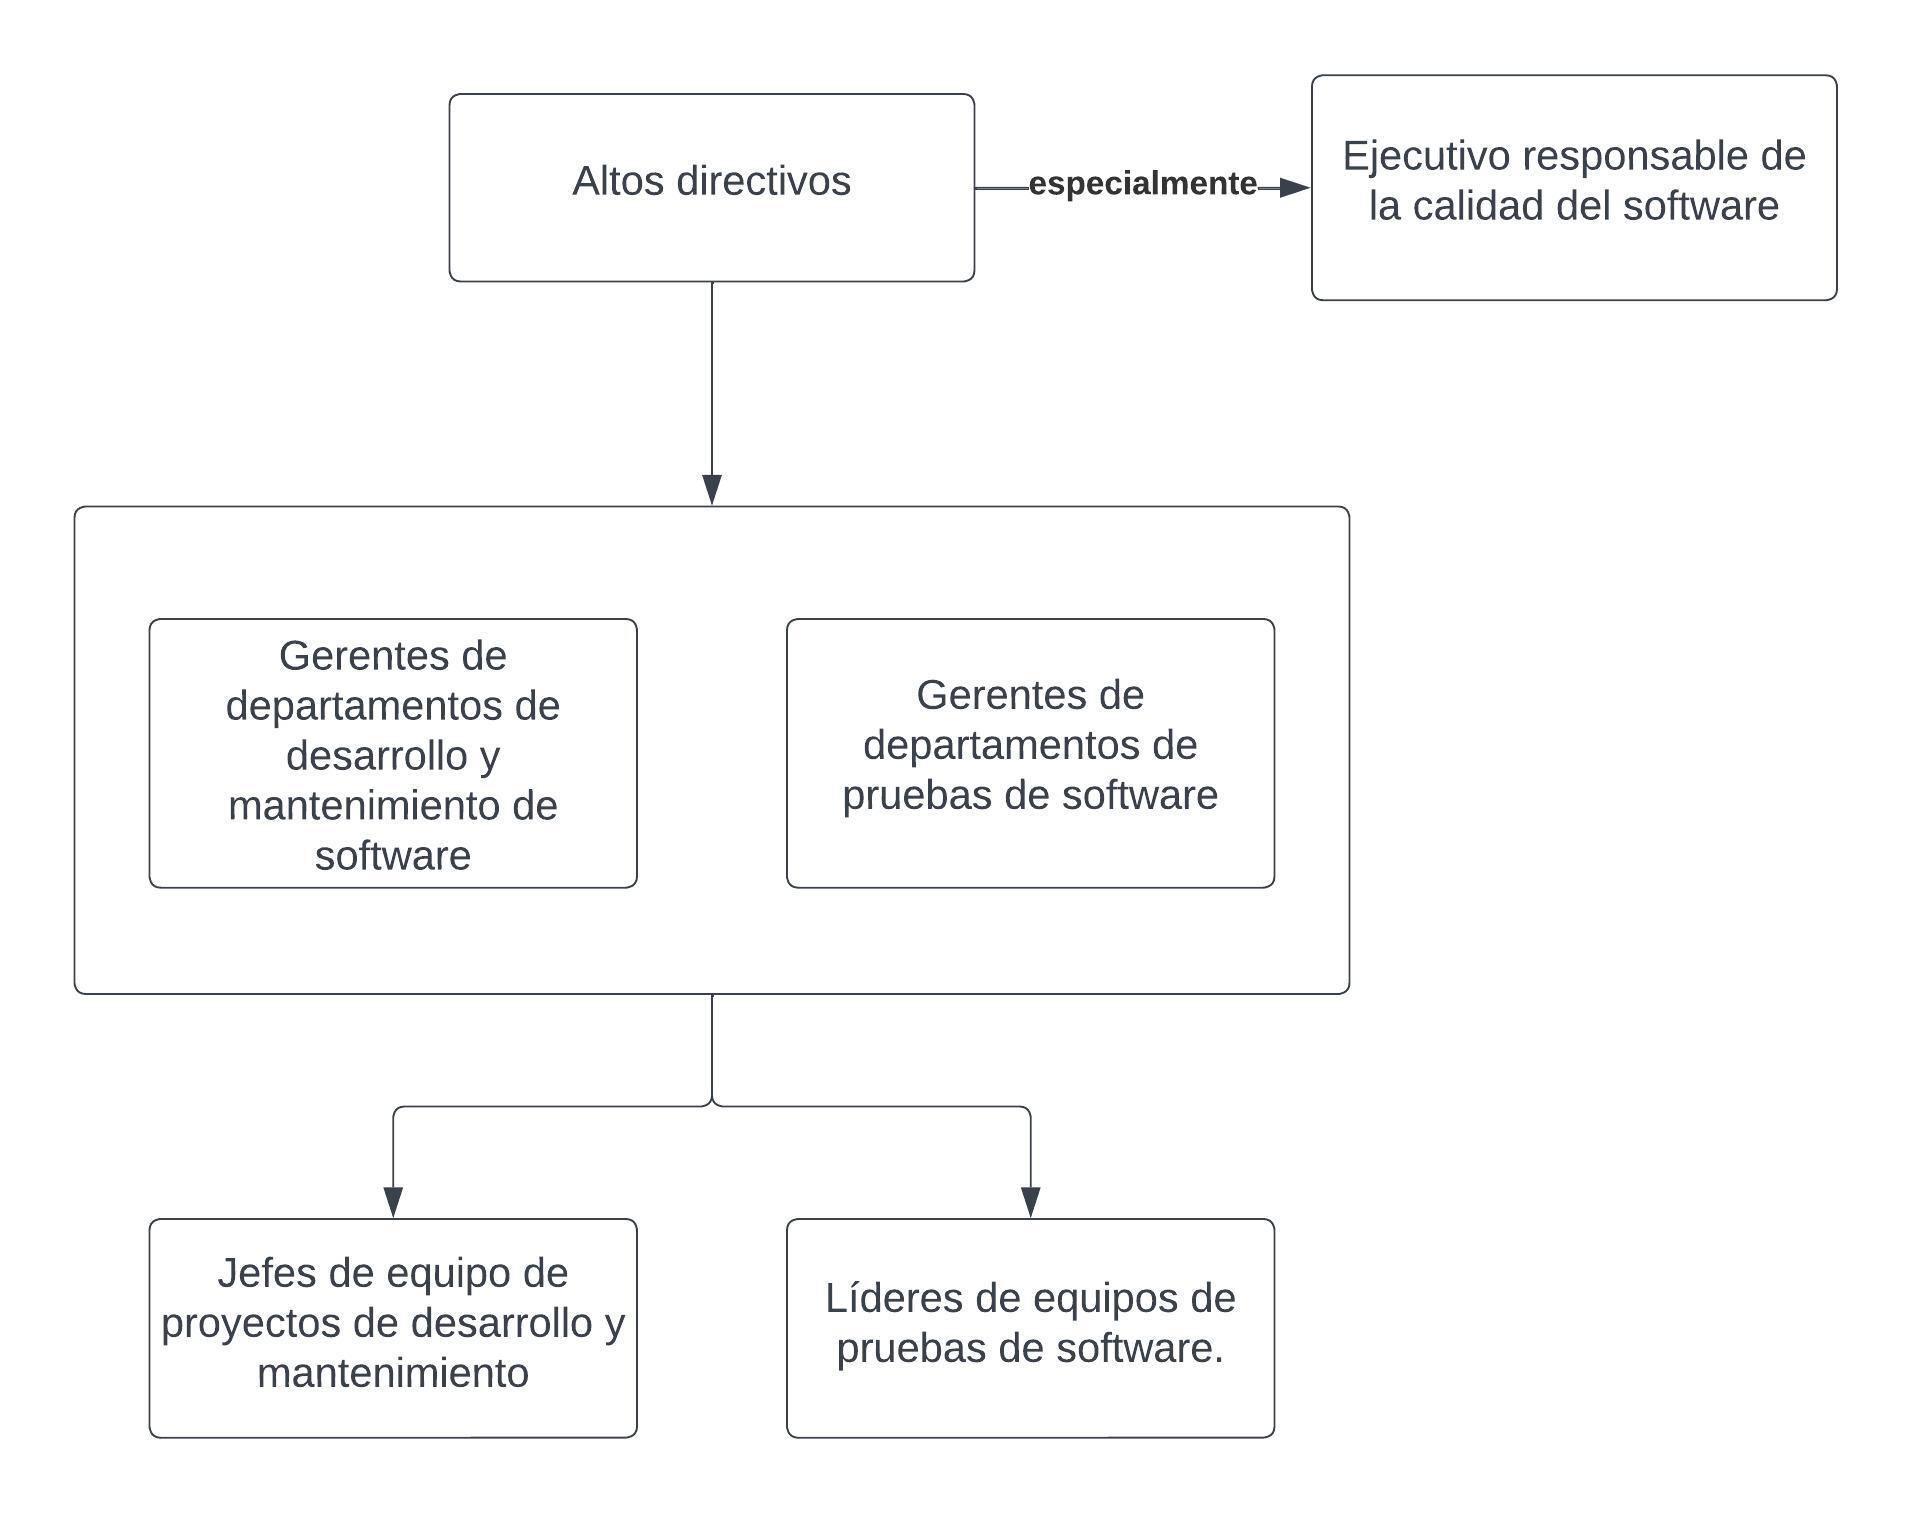 Altos directivos
especialmente
Ejecutivo responsable de
la calidad del software
Gerentes de
departamentos de
desarrollo y
mantenimiento de
software
Gerentes de
departamentos de
pruebas de software
Jefes de equipo de
proyectos de desarrollo y
mantenimiento
Líderes de equipos de
pruebas de software.